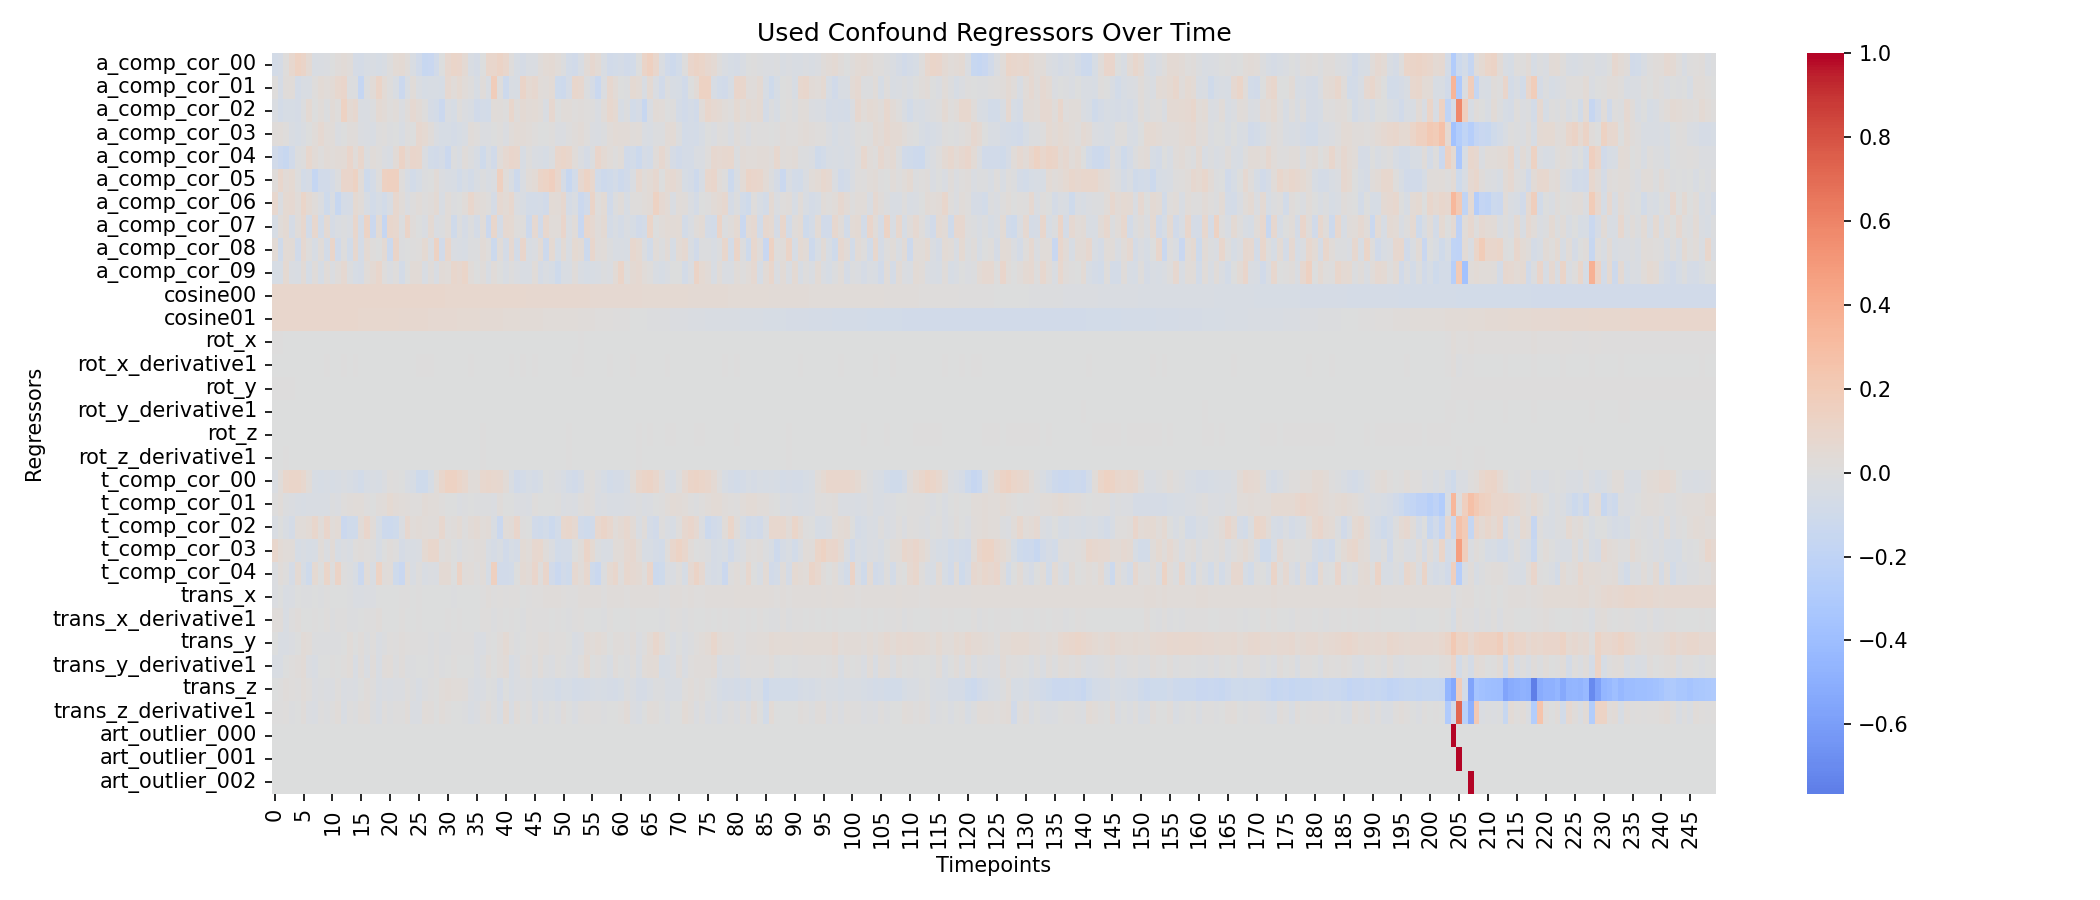 Used Confound Regressors Over Time
a_comp_cor_00
a_comp_cor_01
a_comp_cor_02
a_comp_cor_03
a_comp_cor_04
a_comp_cor_05
a_comp_cor_06
a_comp_cor_07
a_comp_cor_08
a_comp_cor_09
cosine00
cosine01
rot_x
rot_x_derivative1
rot_y
rot_y_derivative1
rot_z
rot_z_derivative1
t_comp_cor_00
t_comp_cor_01
t_comp_cor_02
t_comp_cor_03
t_comp_cor_04
trans_x
trans_x_derivative1
trans_y
trans_y_derivative1
trans_z
trans_z_derivative1
art_outlier_000
art_outlier_001
art_outlier_002
Regressors
0 5 10 15 20 25 30 35 40 45 50 55 60 65 70 75 80 85 90 95 100 105 110 115 120 125 130 135 140 145 150 155 160 165 170 175 180 185 190 195 200 205 210 215 220 225 230 235 240 245
Timepoints
1.0
0.8
0.6
0.4
0.2
0.0
−0.2
−0.4
−0.6